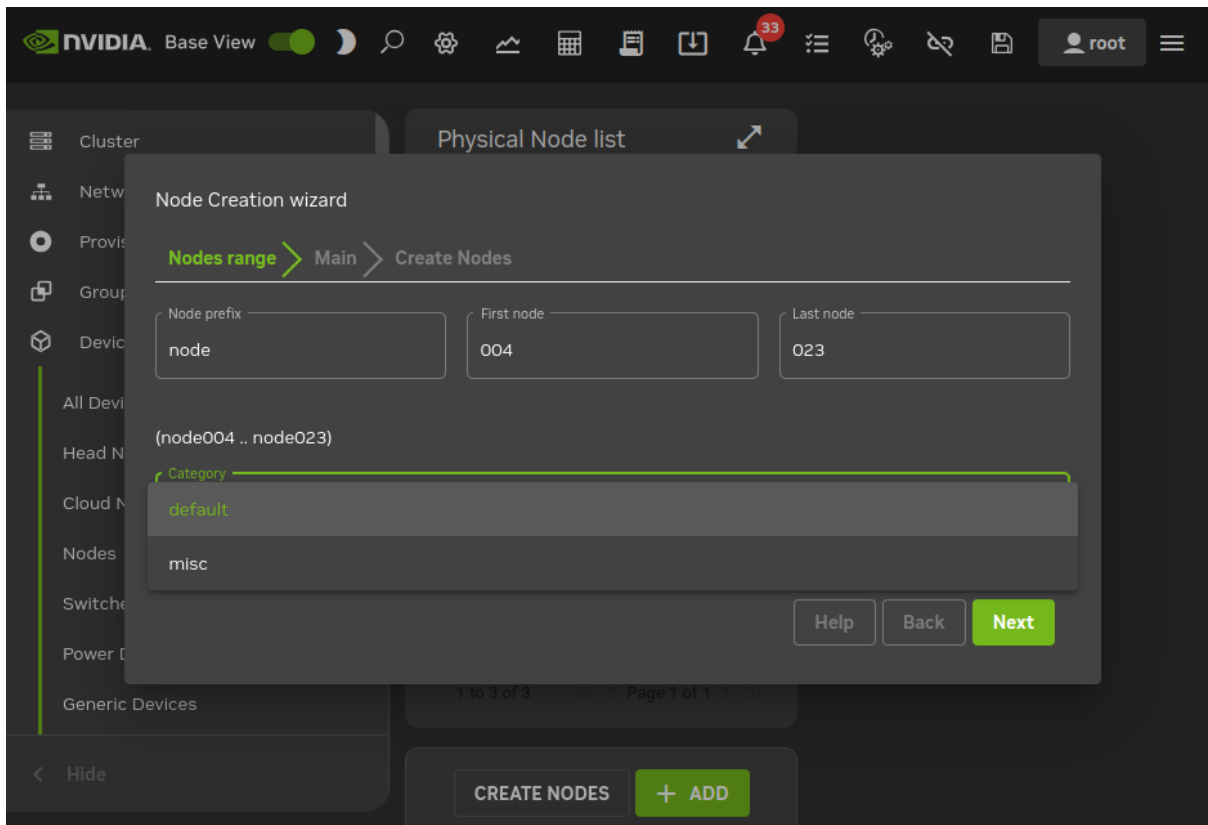 NVIDIA. Base View 33 root
Cluster
Physical Node list
Netw
Node Creation wizard
Provis
Nodes range Main Create Nodes
Group
Node prefix First node Last node
Devic
node 004 023
All Devi
(node004 .. node023)
Head N
Category
Cloud N
default
Nodes
misc
Switche
Help Back Next
Power D
1 to 3 of 3 Page 1 of 1
Generic Devices
Hide
CREATE NODES + ADD